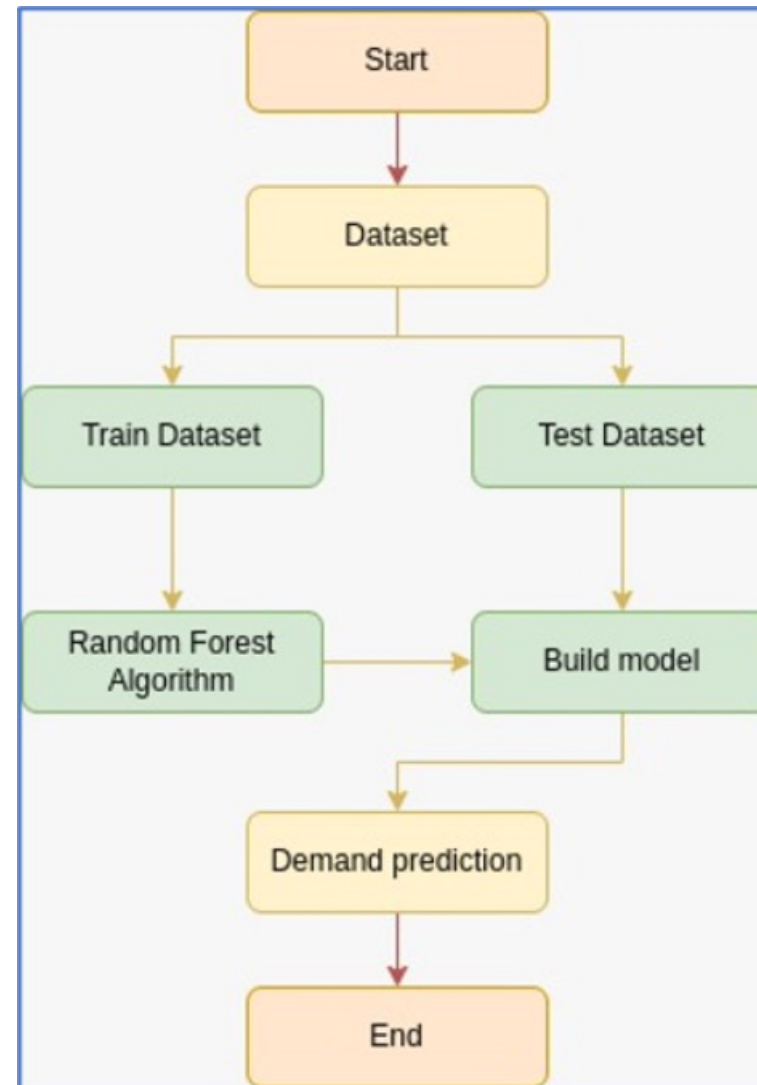 Start
Dataset
Train Dataset
Test Dataset
Random Forest
Algorithm
Build model
Demand prediction
End